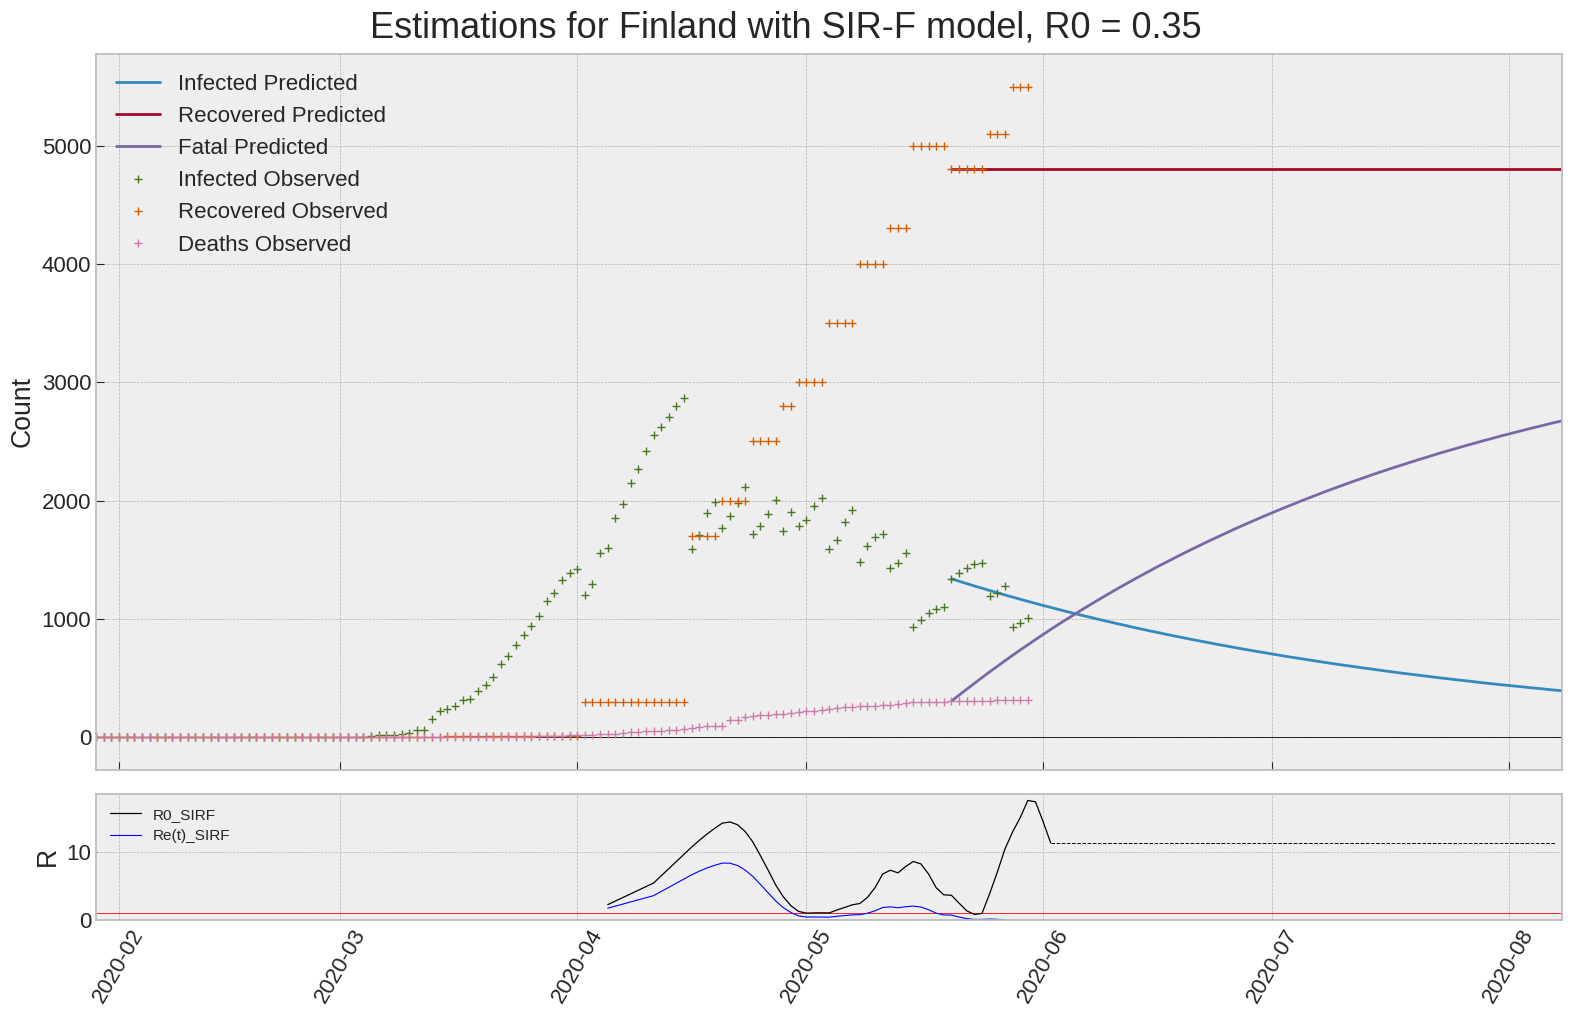 Estimations for Finland with SIR-F model, R0 = 0.35
Infected Predicted
Recovered Predicted
Fatal Predicted
Infected Observed
Recovered Observed
Deaths Observed
5000
4000
3000
2000
1000
0
Count
R0_SIRF
Re(t)_SIRF
10
0
R
2020-02
2020-03
2020-04
2020-05
2020-06
2020-07
2020-08